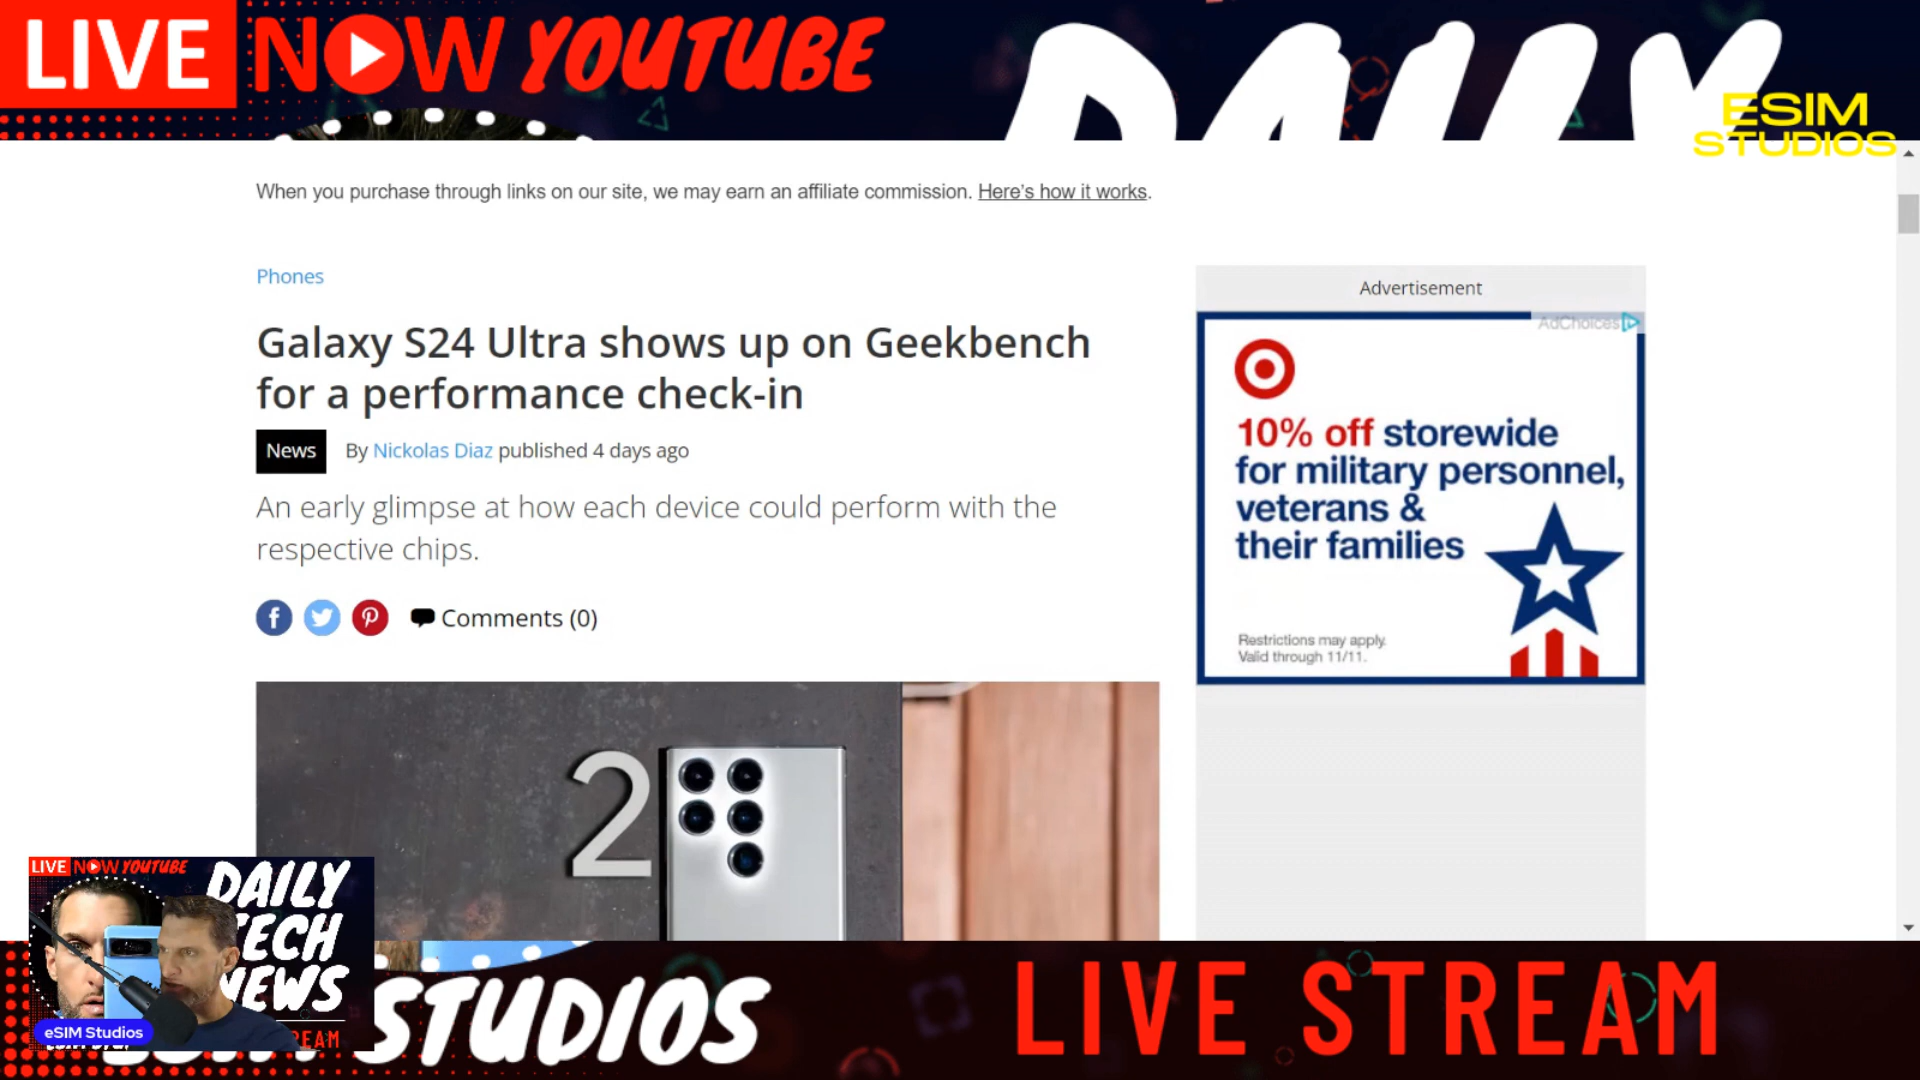 LIVE NOW YOUTUBE
DAILY
ESIM
STUDIOS
When you purchase through links on our site, we may earn an affiliate commission. Here's how it works.
Phones
Galaxy S24 Ultra shows up on Geekbench
for a performance check-in
News By Nickolas Diaz published 4 days ago
An early glimpse at how each device could perform with the
respective chips.
Comments (0)
Advertisement
AdChoices
10% off storewide
for military personnel,
veterans &
their families
Restrictions may apply.
Valid through 11/11.
2
LIVE NOW YOUTUBE
DAILY
TECH
NEWS
eSIM Studios
STUDIOS
LIVE STREAM